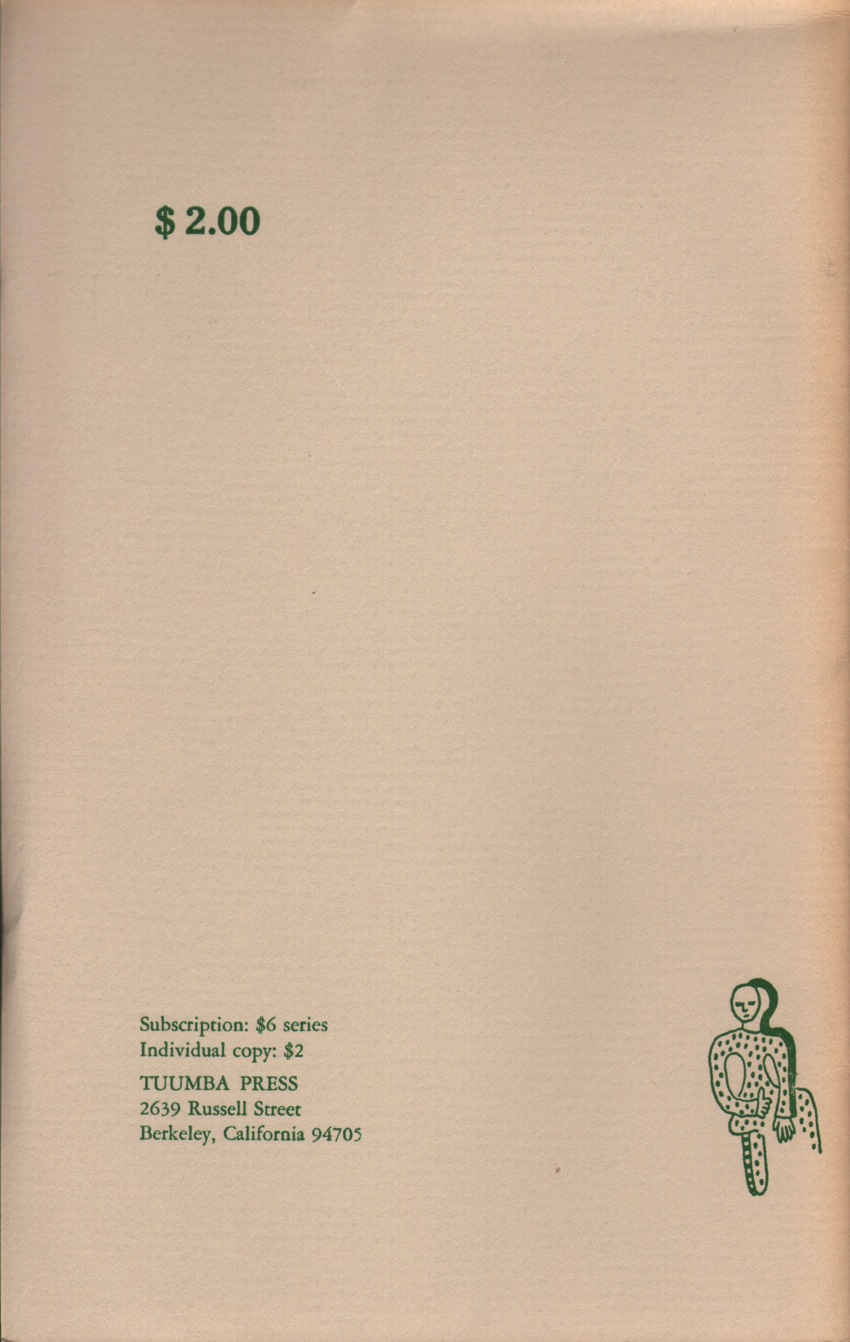 $ 2.00
Subscription: $6 series
Individual copy: $2
TUUMBA PRESS
2639 Russell Street
Berkeley, California 94705